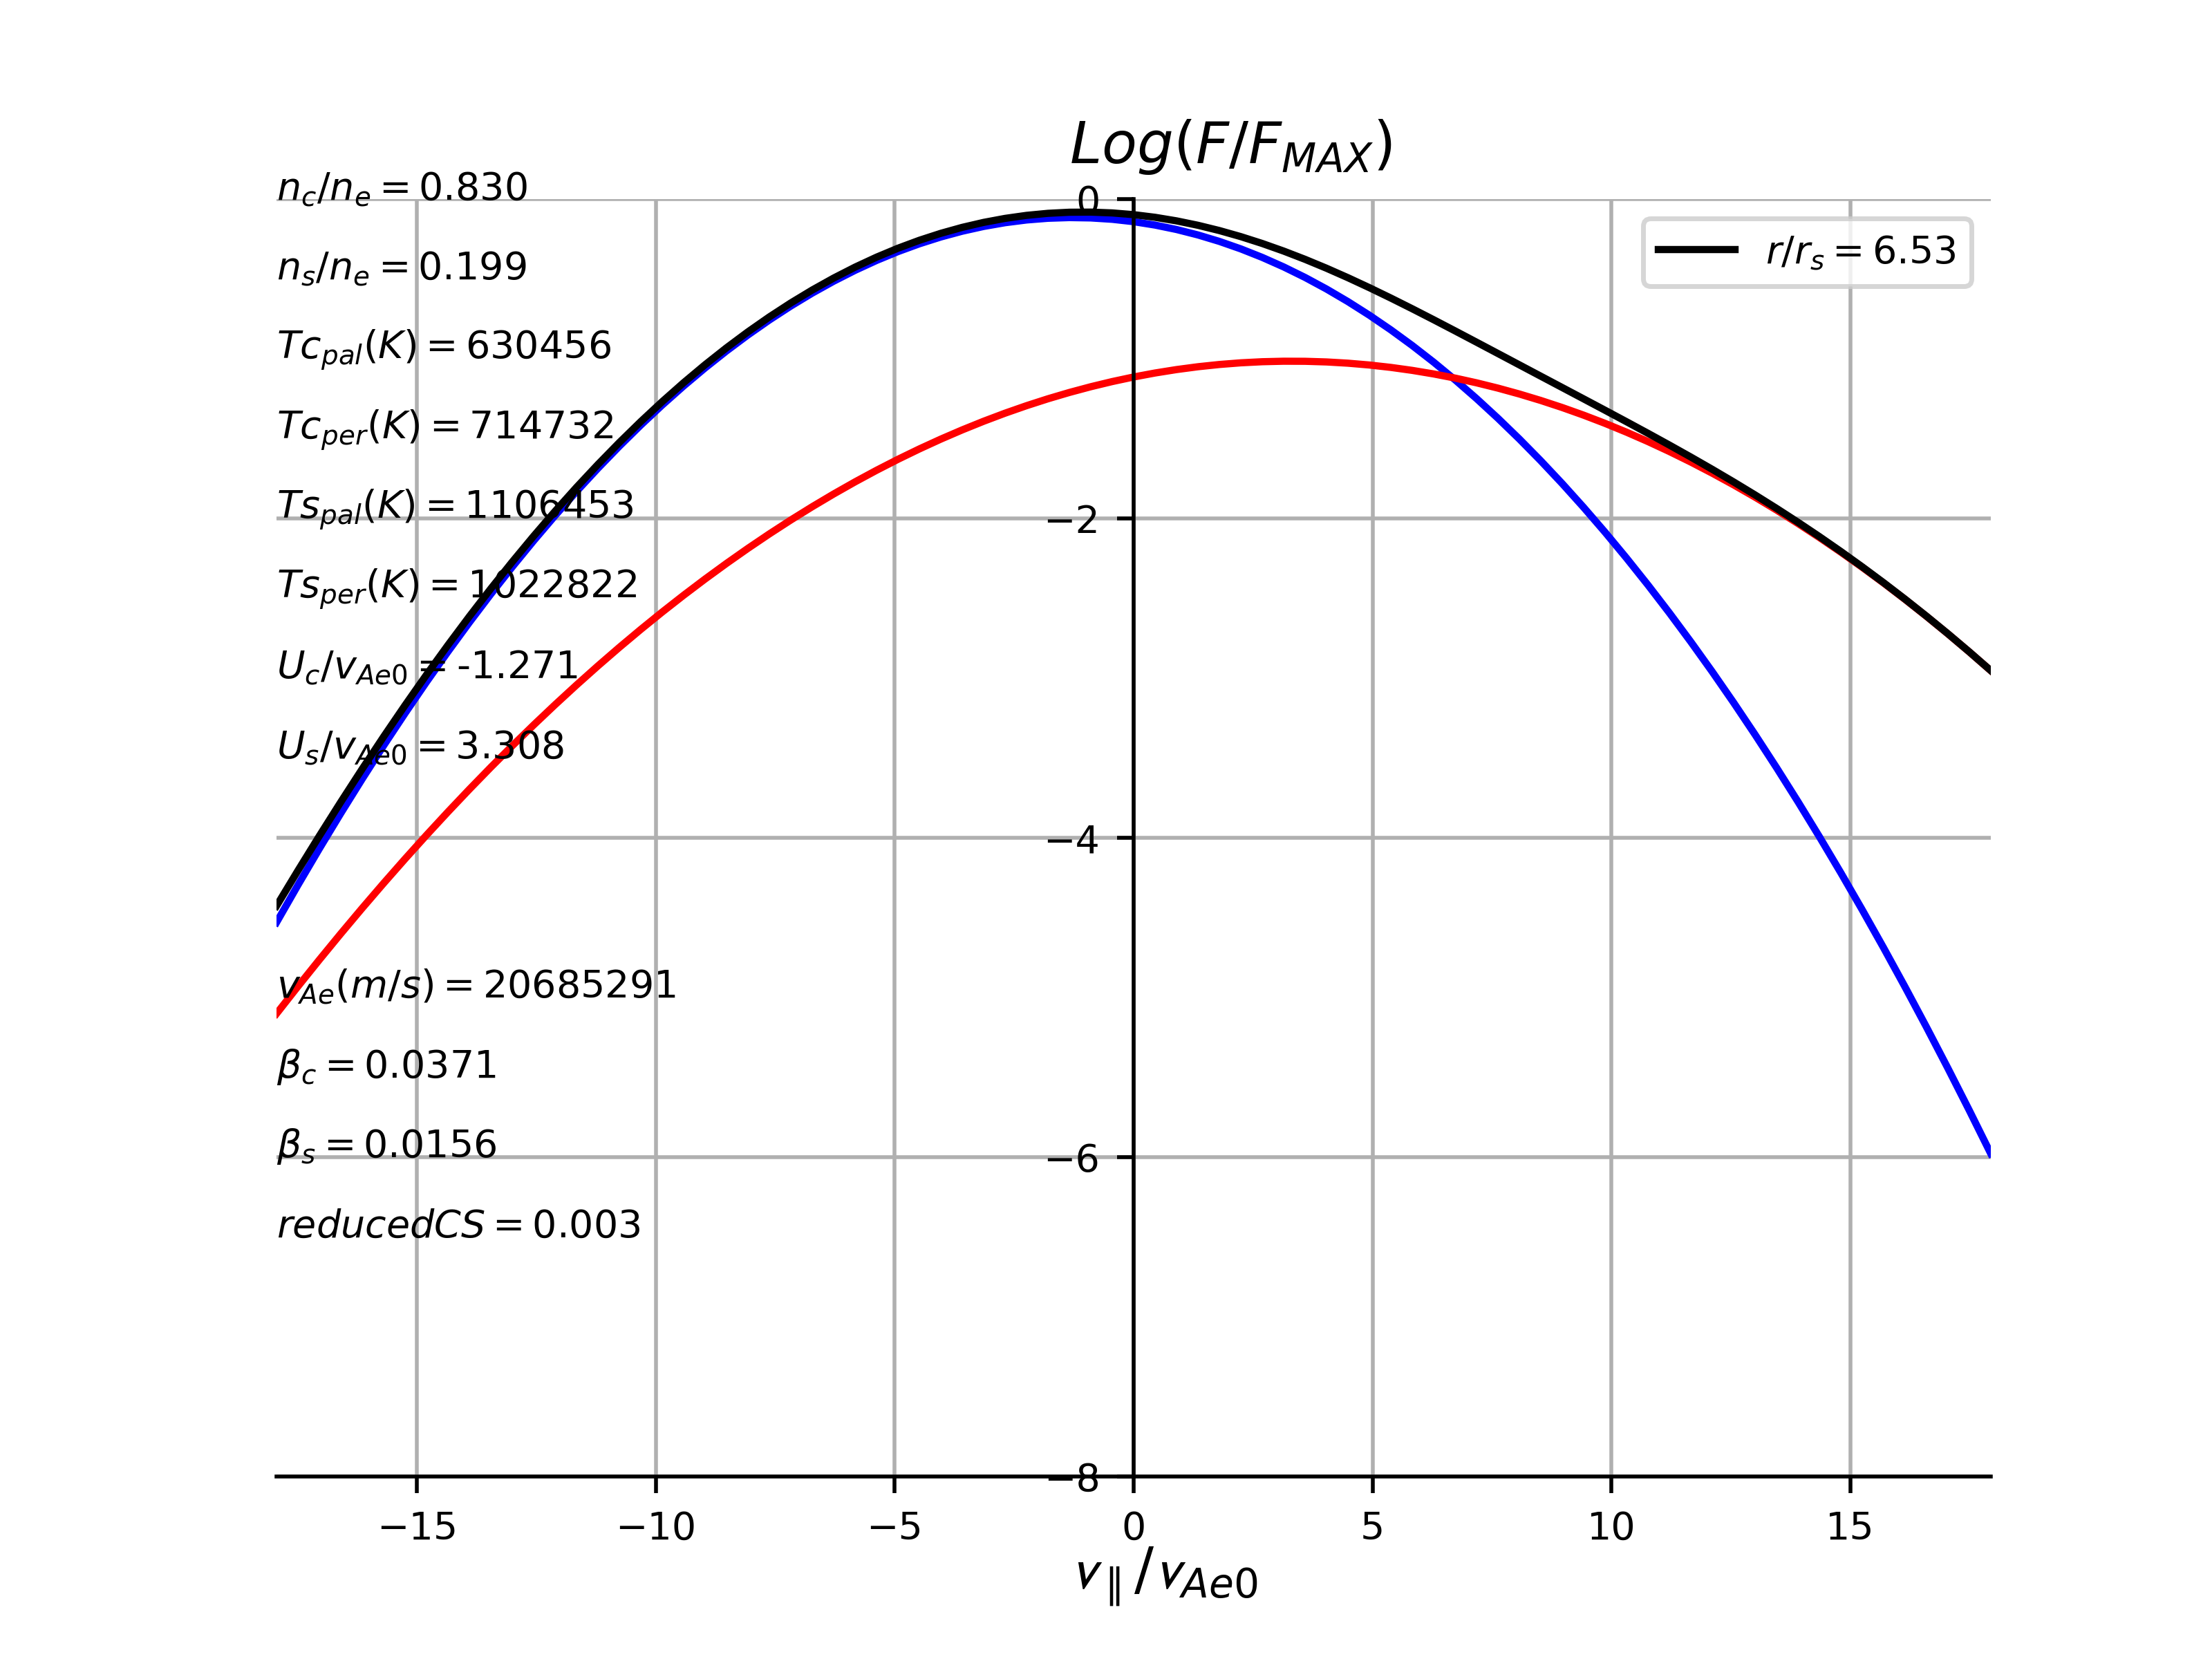 Log(F/F_MAX)
n_c/n_e = 0.830
n_s/n_e = 0.199
Tc_pal(K) = 630456
Tc_per(K) = 714732
Ts_pal(K) = 1106453
Ts_per(K) = 1022822
U_c/v_Ae0 = -1.271
U_s/v_Ae0 = 3.308
v_Ae(m/s) = 20685291
β_c = 0.0371
β_s = 0.0156
reducedCS = 0.003
r/r_s = 6.53
0
−2
−4
−6
−8
−15 −10 −5 0 5 10 15
v_∥/v_Ae0